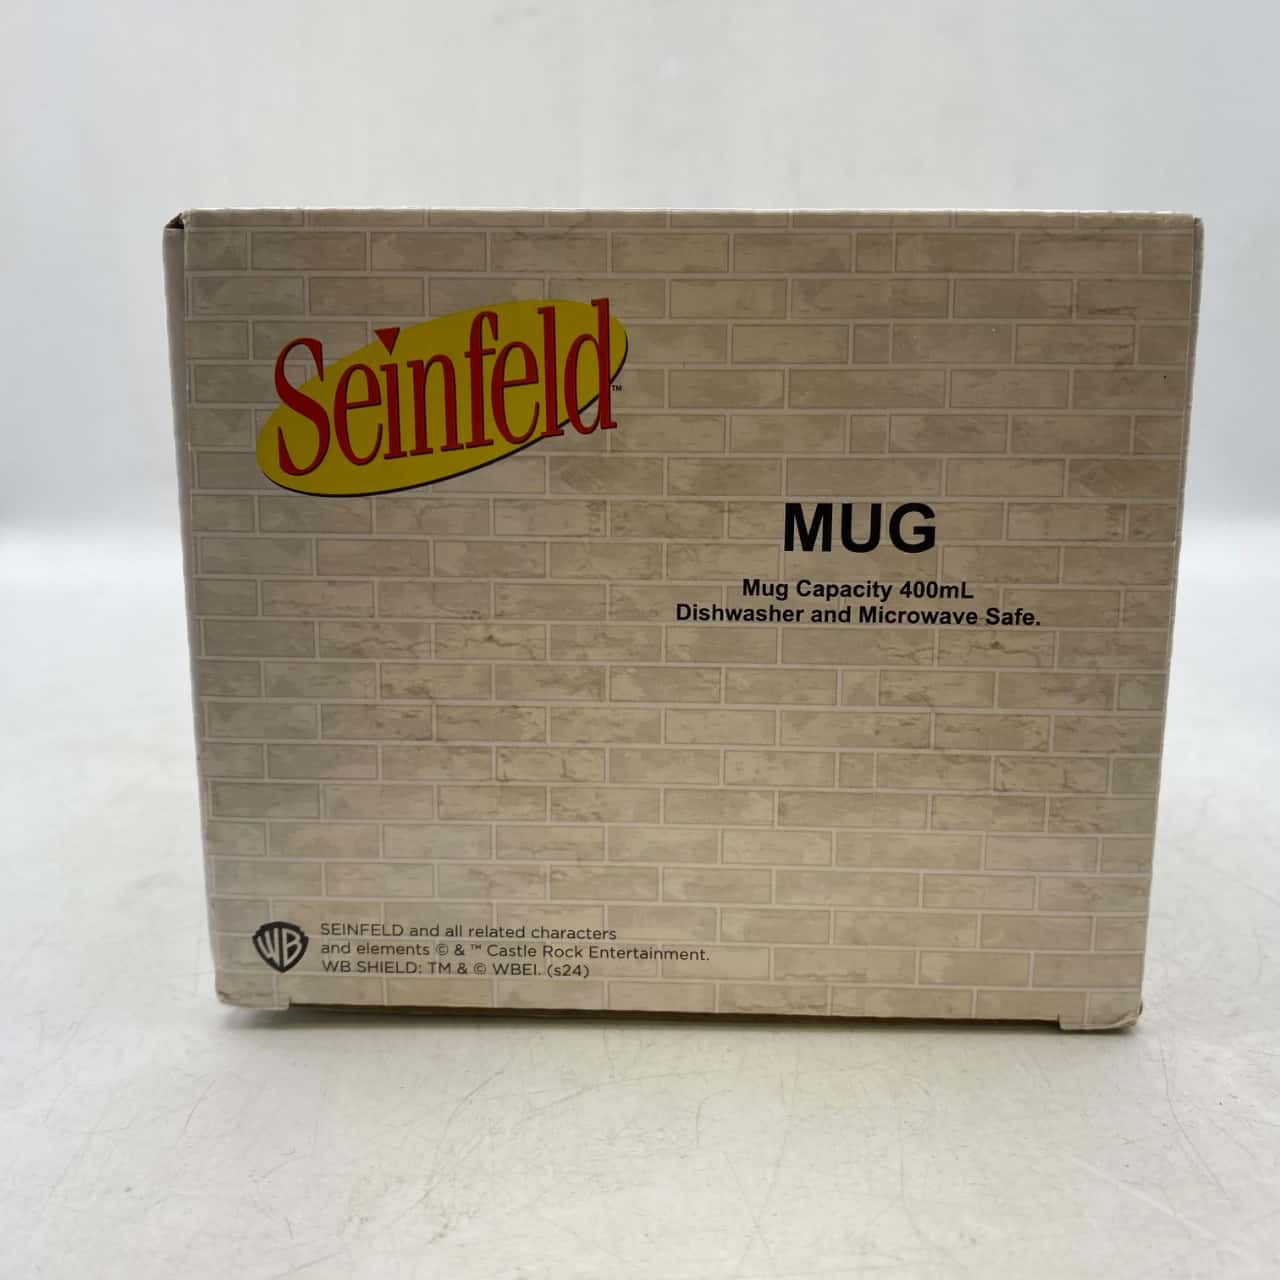 Seinfeld™
MUG
Mug Capacity 400mL
Dishwasher and Microwave Safe.
WB
SEINFELD and all related characters
and elements © & ™ Castle Rock Entertainment.
WB SHIELD: TM & © WBEI. (s24)